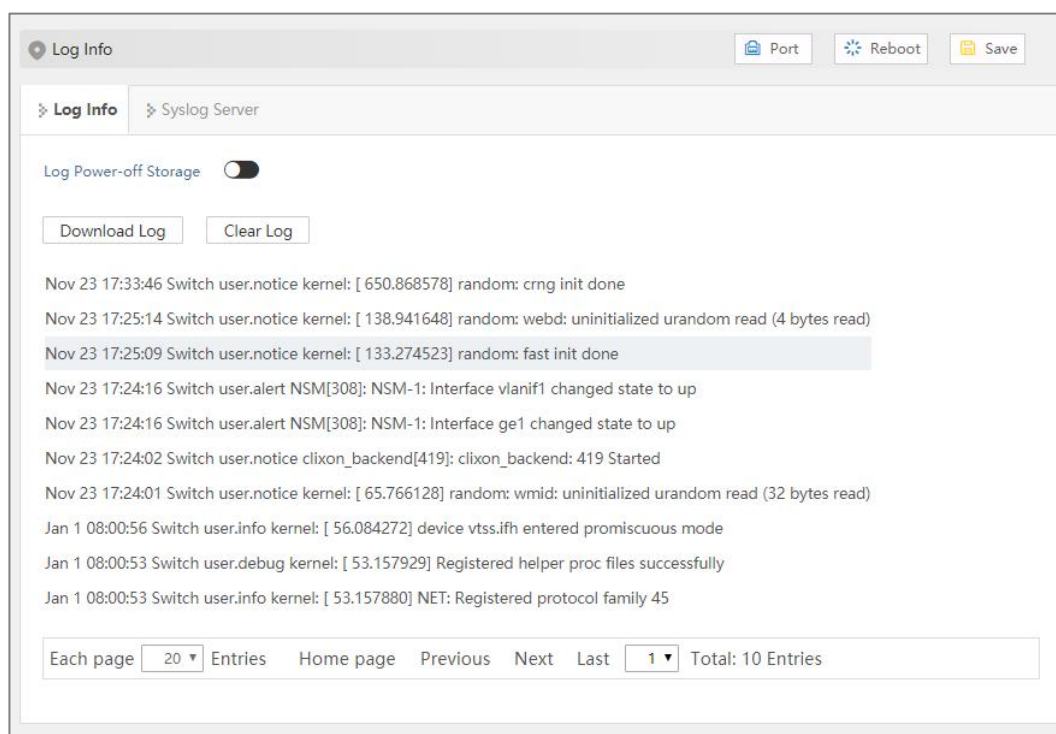 Log Info Port Reboot Save
Log Info Syslog Server
Log Power-off Storage
Download Log Clear Log
Nov 23 17:33:46 Switch user.notice kernel: [ 650.868578] random: crng init done
Nov 23 17:25:14 Switch user.notice kernel: [ 138.941648] random: webd: uninitialized urandom read (4 bytes read)
Nov 23 17:25:09 Switch user.notice kernel: [ 133.274523] random: fast init done
Nov 23 17:24:16 Switch user.alert NSM[308]: NSM-1: Interface vlanif1 changed state to up
Nov 23 17:24:16 Switch user.alert NSM[308]: NSM-1: Interface ge1 changed state to up
Nov 23 17:24:02 Switch user.notice clixon_backend[419]: clixon_backend: 419 Started
Nov 23 17:24:01 Switch user.notice kernel: [ 65.766128] random: wmid: uninitialized urandom read (32 bytes read)
Jan 1 08:00:56 Switch user.info kernel: [ 56.084272] device vtss.ifh entered promiscuous mode
Jan 1 08:00:53 Switch user.debug kernel: [ 53.157929] Registered helper proc files successfully
Jan 1 08:00:53 Switch user.info kernel: [ 53.157880] NET: Registered protocol family 45
Each page 20 Entries Home page Previous Next Last 1 Total: 10 Entries